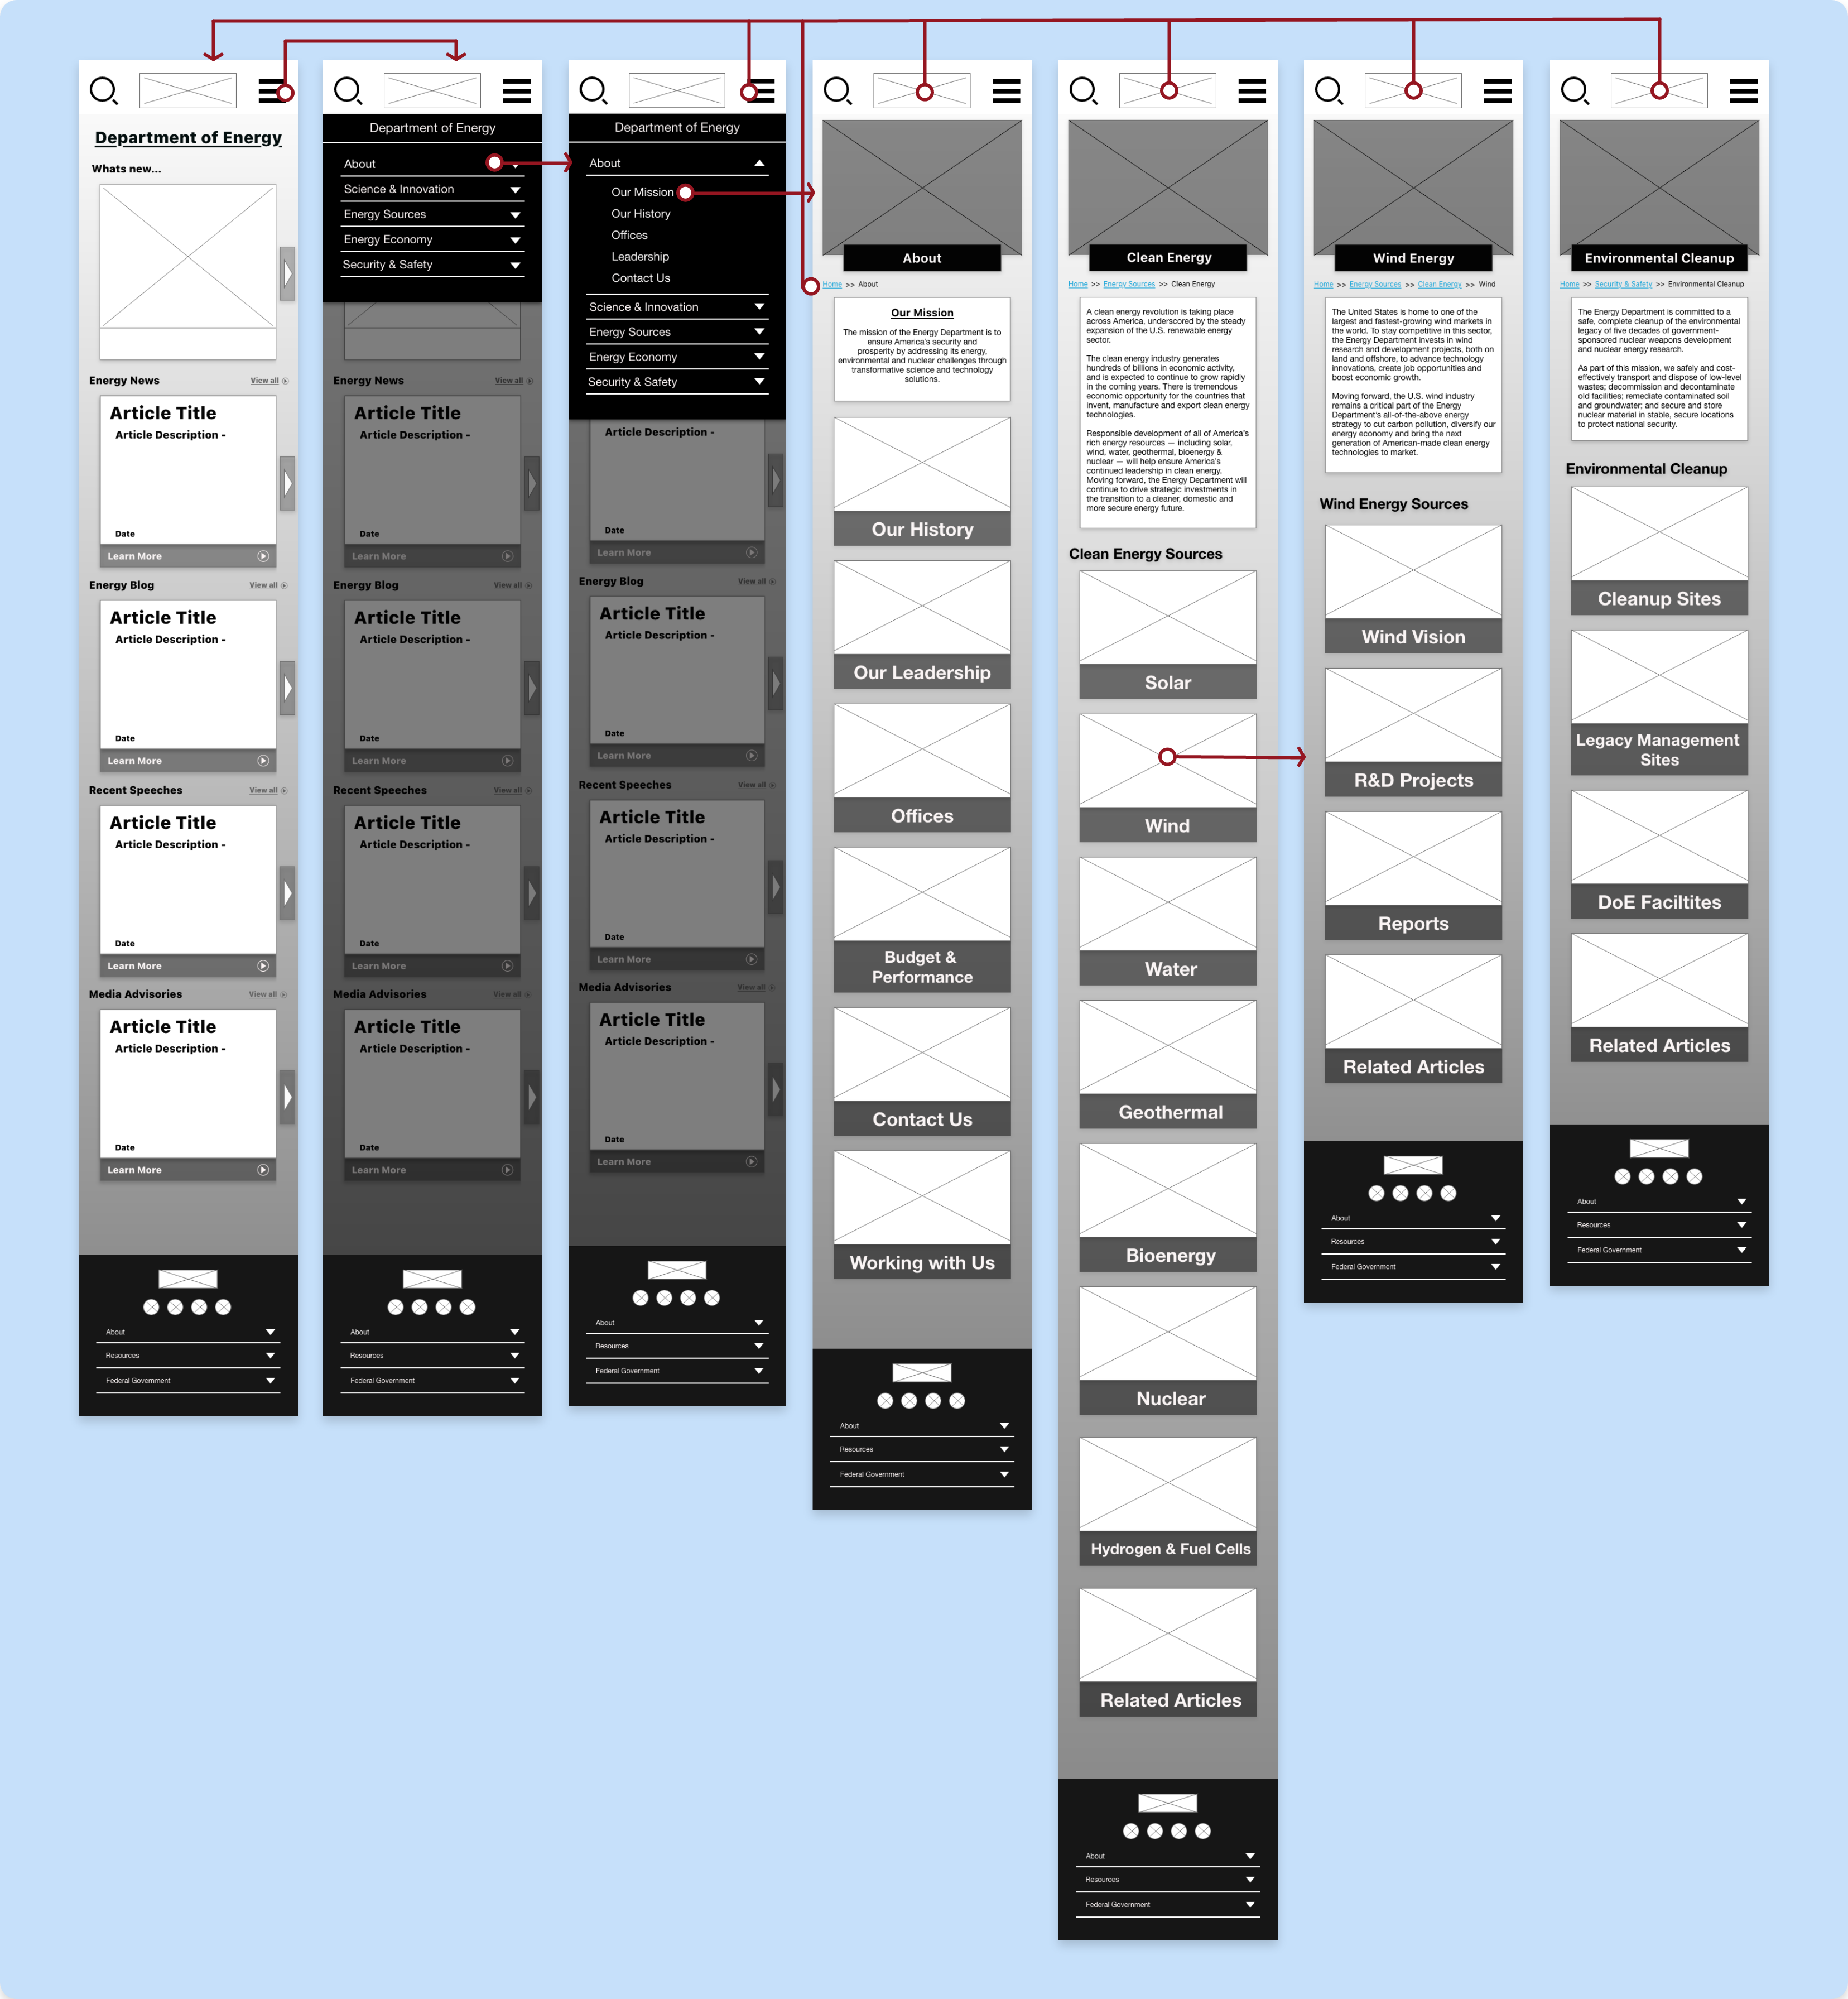 Department of Energy
Whats new...
Energy News
View all
Article Title
Article Description -
Date
Learn More
Energy Blog
View all
Article Title
Article Description -
Date
Learn More
Recent Speeches
View all
Article Title
Article Description -
Date
Learn More
Media Advisories
View all
Article Title
Article Description -
Date
Learn More
About
Resources
Federal Government
Department of Energy
About
Science & Innovation
Energy Sources
Energy Economy
Security & Safety
Energy News
View all
Article Title
Article Description -
Date
Learn More
Energy Blog
View all
Article Title
Article Description -
Date
Learn More
Recent Speeches
View all
Article Title
Article Description -
Date
Learn More
Media Advisories
View all
Article Title
Article Description -
Date
Learn More
About
Resources
Federal Government
Department of Energy
About
Our Mission
Our History
Offices
Leadership
Contact Us
Science & Innovation
Energy Sources
Energy Economy
Security & Safety
Article Description -
Date
Learn More
Energy Blog
View all
Article Title
Article Description -
Date
Learn More
Recent Speeches
View all
Article Title
Article Description -
Date
Learn More
Media Advisories
View all
Article Title
Article Description -
Date
Learn More
About
Resources
Federal Government
About
Home >> About
Our Mission
The mission of the Energy Department is to
ensure America's security and
prosperity by addressing its energy,
environmental and nuclear challenges through
transformative science and technology
solutions.
Our History
Our Leadership
Offices
Budget &
Performance
Contact Us
Working with Us
About
Resources
Federal Government
Clean Energy
Home >> Energy Sources >> Clean Energy
A clean energy revolution is taking place
across America, underscored by the steady
expansion of the U.S. renewable energy
sector.
The clean energy industry generates
hundreds of billions in economic activity,
and is expected to continue to grow rapidly
in the coming years. There is tremendous
economic opportunity for the countries that
invent, manufacture and export clean energy
technologies.
Responsible development of all of America's
rich energy resources — including solar,
wind, water, geothermal, bioenergy &
nuclear — will help ensure America's
continued leadership in clean energy.
Moving forward, the Energy Department will
continue to drive strategic investments in
the transition to a cleaner, domestic and
more secure energy future.
Clean Energy Sources
Solar
Wind
Water
Geothermal
Bioenergy
Nuclear
Hydrogen & Fuel Cells
Related Articles
About
Resources
Federal Government
Wind Energy
Home >> Energy Sources >> Clean Energy >> Wind
The United States is home to one of the
largest and fastest-growing wind markets in
the world. To stay competitive in this sector,
the Energy Department invests in wind
research and development projects, both on
land and offshore, to advance technology
innovations, create job opportunities and
boost economic growth.
Moving forward, the U.S. wind industry
remains a critical part of the Energy
Department's all-of-the-above energy
strategy to cut carbon pollution, diversify our
energy economy and bring the next
generation of American-made clean energy
technologies to market.
Wind Energy Sources
Wind Vision
R&D Projects
Reports
Related Articles
About
Resources
Federal Government
Environmental Cleanup
Home >> Security & Safety >> Environmental Cleanup
The Energy Department is committed to a
safe, complete cleanup of the environmental
legacy of five decades of government-
sponsored nuclear weapons development
and nuclear energy research.
As part of this mission, we safely and cost-
effectively transport and dispose of low-level
wastes; decommission and decontaminate
old facilities; remediate contaminated soil
and groundwater; and secure and store
nuclear material in stable, secure locations
to protect national security.
Environmental Cleanup
Cleanup Sites
Legacy Management
Sites
DoE Faciltites
Related Articles
About
Resources
Federal Government